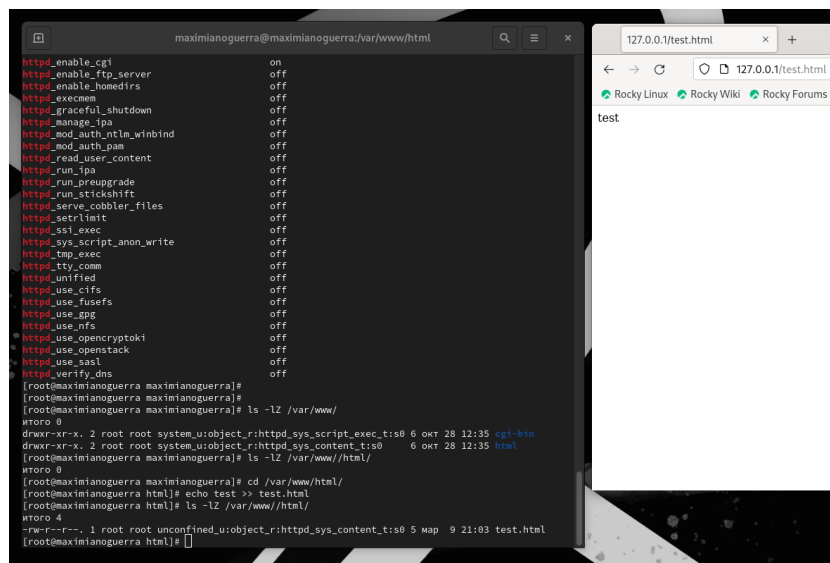 maximianoguerra@maximianoguerra:/var/www/html
httpd_enable_cgi on
httpd_enable_ftp_server off
httpd_enable_homedirs off
httpd_execmem off
httpd_graceful_shutdown off
httpd_manage_ipa off
httpd_mod_auth_ntlm_winbind off
httpd_mod_auth_pam off
httpd_read_user_content off
httpd_run_ipa off
httpd_run_preupgrade off
httpd_run_stickshift off
httpd_serve_cobbler_files off
httpd_setrlimit off
httpd_ssi_exec off
httpd_sys_script_anon_write off
httpd_tmp_exec off
httpd_tty_comm off
httpd_unified off
httpd_use_cifs off
httpd_use_fusefs off
httpd_use_gpg off
httpd_use_nfs off
httpd_use_opencryptoki off
httpd_use_openstack off
httpd_use_sasl off
httpd_verify_dns off
[root@maximianoguerra maximianoguerra]#
[root@maximianoguerra maximianoguerra]#
[root@maximianoguerra maximianoguerra]# ls -lZ /var/www/
итого 0
drwxr-xr-x. 2 root root system_u:object_r:httpd_sys_script_exec_t:s0 6 окт 28 12:35 cgi-bin
drwxr-xr-x. 2 root root system_u:object_r:httpd_sys_content_t:s0 6 окт 28 12:35 html
[root@maximianoguerra maximianoguerra]# ls -lZ /var/www//html/
итого 0
[root@maximianoguerra maximianoguerra]# cd /var/www/html/
[root@maximianoguerra html]# echo test >> test.html
[root@maximianoguerra html]# ls -lZ /var/www//html/
итого 4
-rw-r--r--. 1 root root unconfined_u:object_r:httpd_sys_content_t:s0 5 мар 9 21:03 test.html
[root@maximianoguerra html]#
127.0.0.1/test.html
127.0.0.1/test.html
Rocky Linux Rocky Wiki Rocky Forums
test